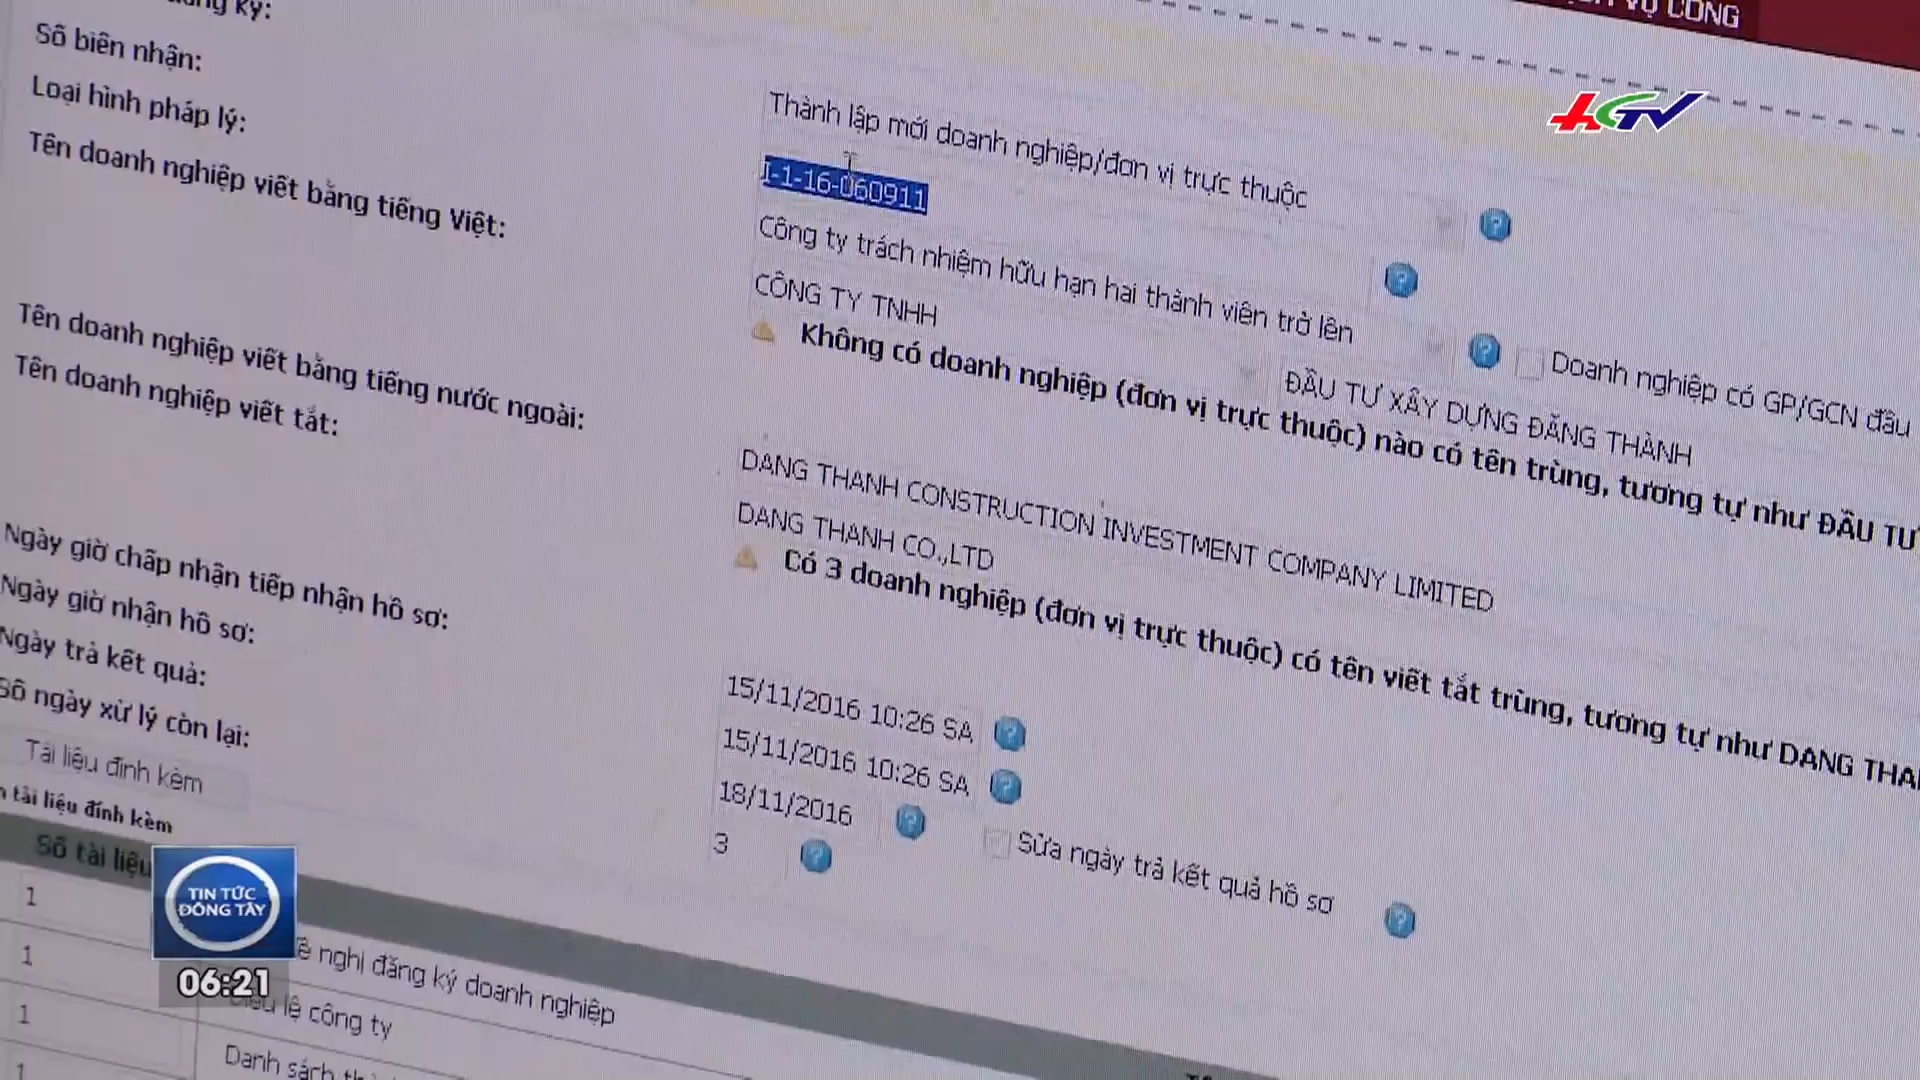 VỤ CÔNG
HGTV
ký:
Thành lập mới doanh nghiệp/đơn vị trực thuộc
Số biên nhận:
I-1-16-060911
Loại hình pháp lý:
Công ty trách nhiệm hữu hạn hai thành viên trở lên
Doanh nghiệp có GP/GCN đầu
Tên doanh nghiệp viết bằng tiếng Việt:
CÔNG TY TNHH
ĐẦU TƯ XÂY DỰNG ĐĂNG THÀNH
Không có doanh nghiệp (đơn vị trực thuộc) nào có tên trùng, tương tự như ĐẦU TƯ
Tên doanh nghiệp viết bằng tiếng nước ngoài:
DANG THANH CONSTRUCTION INVESTMENT COMPANY LIMITED
Tên doanh nghiệp viết tắt:
DANG THANH CO.,LTD
Có 3 doanh nghiệp (đơn vị trực thuộc) có tên viết tắt trùng, tương tự như DANG
Ngày giờ chấp nhận tiếp nhận hồ sơ:
15/11/2016 10:26 SA
Ngày giờ nhận hồ sơ:
15/11/2016 10:26 SA
Ngày trả kết quả:
18/11/2016
Sửa ngày trả kết quả hồ sơ
Số ngày xử lý còn lại:
3
Tài liệu đính kèm
tài liệu đính kèm
Số tài liệu
TIN TỨC
ĐÔNG TÂY
06:21
1
nghị đăng ký doanh nghiệp
1
lệ công ty
1
Danh sách
1